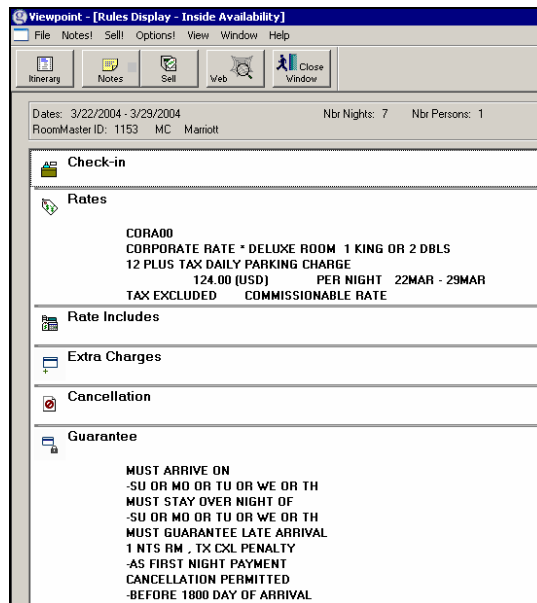 Viewpoint - [Rules Display - Inside Availability]
File Notes! Sell! Options! View Window Help
Itinerary Notes Sell Web Close Window
Dates: 3/22/2004 - 3/29/2004 Nbr Nights: 7 Nbr Persons: 1
RoomMaster ID: 1153 MC Marriott
Check-in
Rates
CORA00
CORPORATE RATE * DELUXE ROOM 1 KING OR 2 DBLS
12 PLUS TAX DAILY PARKING CHARGE
124.00 (USD) PER NIGHT 22MAR - 29MAR
TAX EXCLUDED COMMISSIONABLE RATE
Rate Includes
Extra Charges
Cancellation
Guarantee
MUST ARRIVE ON
-SU OR MO OR TU OR WE OR TH
MUST STAY OVER NIGHT OF
-SU OR MO OR TU OR WE OR TH
MUST GUARANTEE LATE ARRIVAL
1 NTS RM , TX CXL PENALTY
-AS FIRST NIGHT PAYMENT
CANCELLATION PERMITTED
-BEFORE 1800 DAY OF ARRIVAL